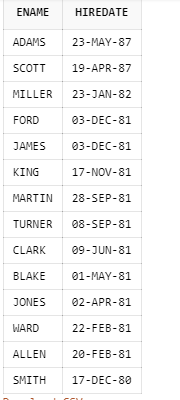 ENAME HIREDATE
ADAMS 23-MAY-87
SCOTT 19-APR-87
MILLER 23-JAN-82
FORD 03-DEC-81
JAMES 03-DEC-81
KING 17-NOV-81
MARTIN 28-SEP-81
TURNER 08-SEP-81
CLARK 09-JUN-81
BLAKE 01-MAY-81
JONES 02-APR-81
WARD 22-FEB-81
ALLEN 20-FEB-81
SMITH 17-DEC-80